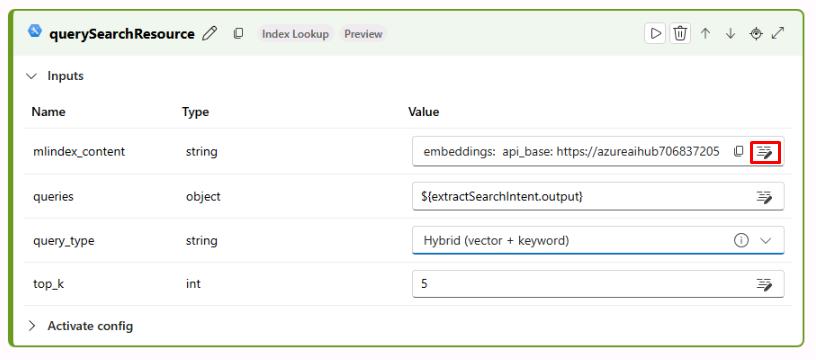 querySearchResource Index Lookup Preview
Inputs
Name Type Value
mlindex_content string embeddings: api_base: https://azureaihub706837205
queries object ${extractSearchIntent.output}
query_type string Hybrid (vector + keyword)
top_k int 5
Activate config